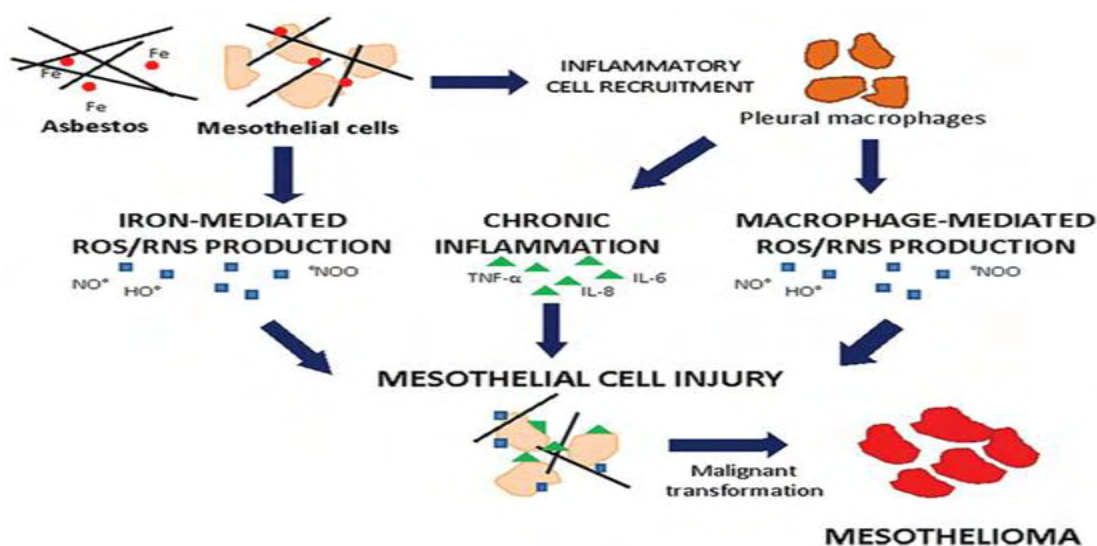 Fe
Fe
Fe
Asbestos
Mesothelial cells
INFLAMMATORY
CELL RECRUITMENT
Pleural macrophages
IRON-MEDIATED
ROS/RNS PRODUCTION
NO°
HO°
°NOO
CHRONIC
INFLAMMATION
TNF-α
IL-8
IL-6
MACROPHAGE-MEDIATED
ROS/RNS PRODUCTION
NO°
HO°
°NOO
MESOTHELIAL CELL INJURY
Malignant
transformation
MESOTHELIOMA